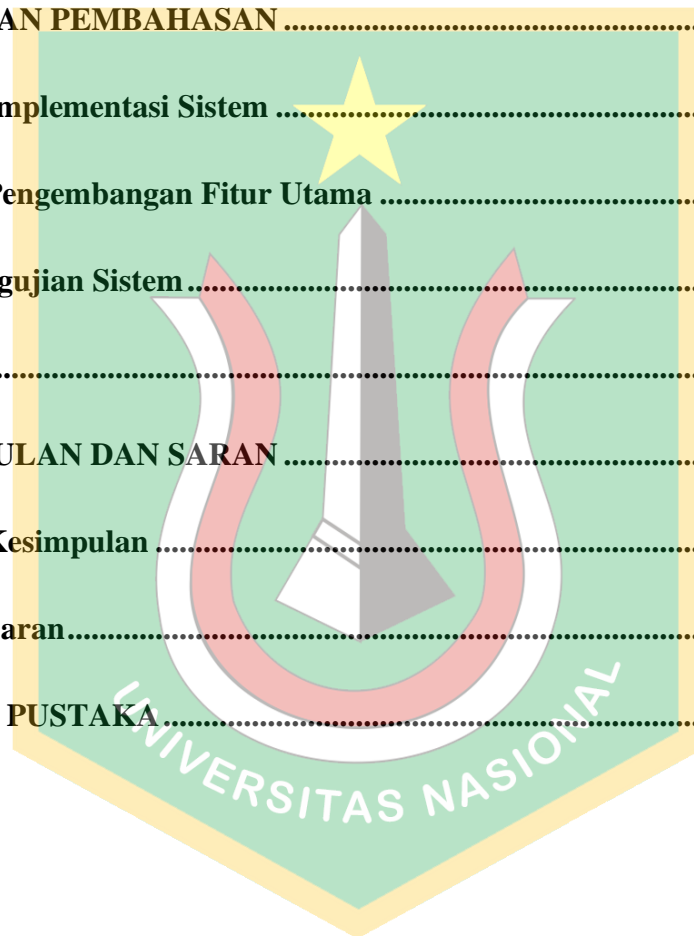 AN PEMBAHASAN ....................................................
mplementasi Sistem .....................................................
Pengembangan Fitur Utama ........................................
gujian Sistem ................................................................
.......................................................................................
ULAN DAN SARAN ....................................................
Kesimpulan ....................................................................
aran ................................................................................
PUSTAKA ...................................................................
UNIVERSITAS NASIONAL